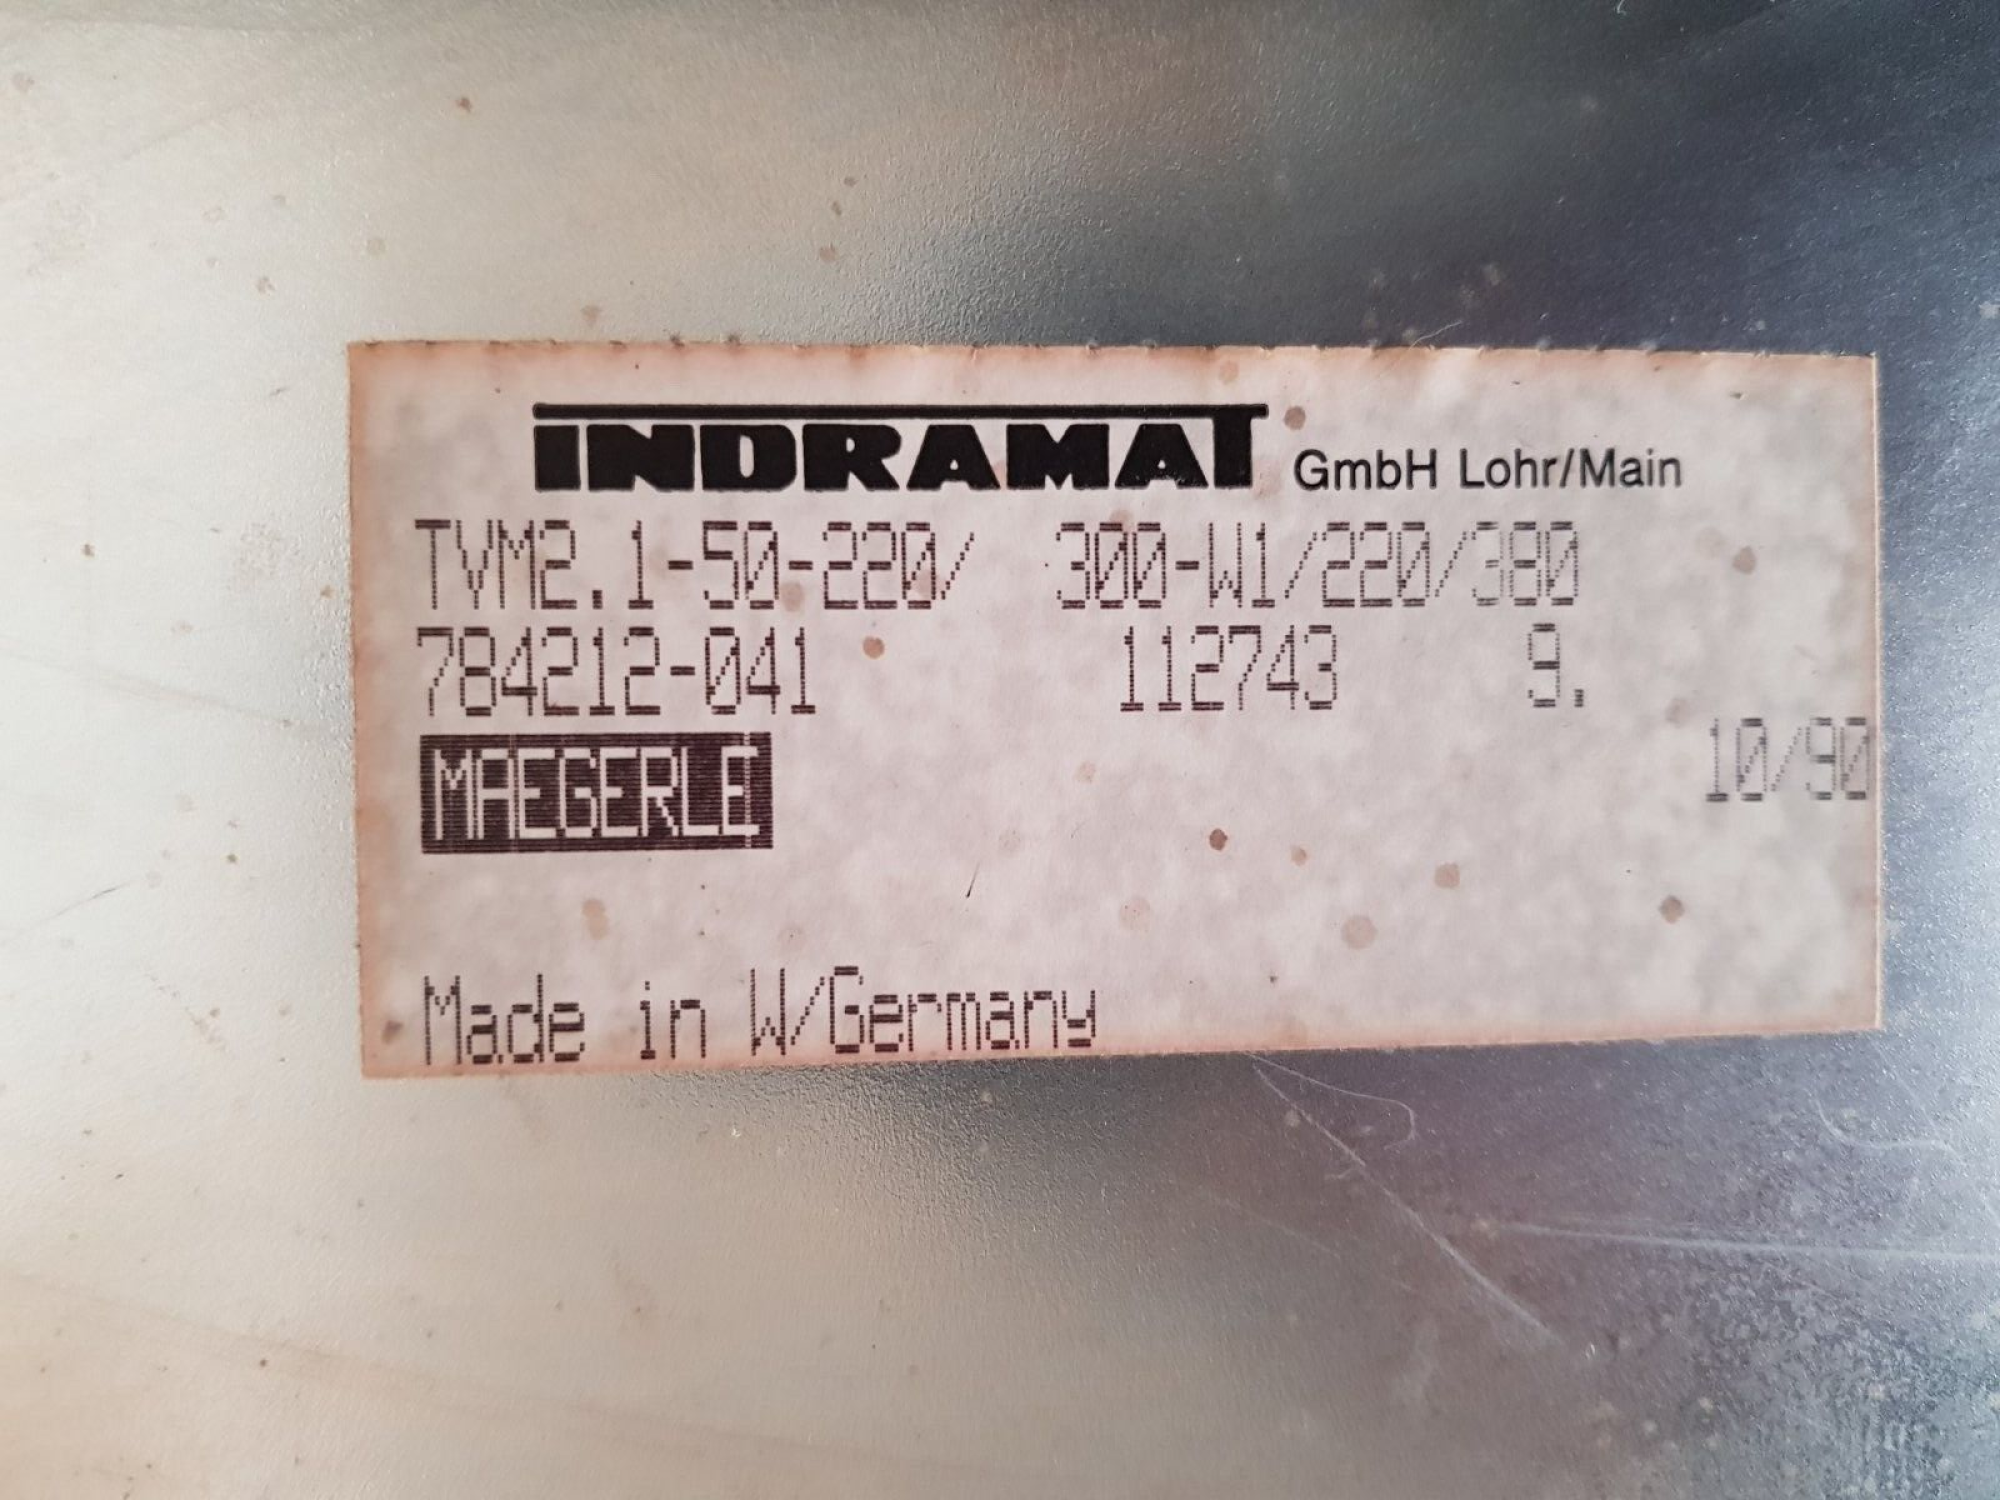 INDRAMAT GmbH Lohr/Main
TVM2.1-50-220/ 300-W1/220/380
784212-041 112743 9.
10/90
MAEGERLE
Made in W/Germany